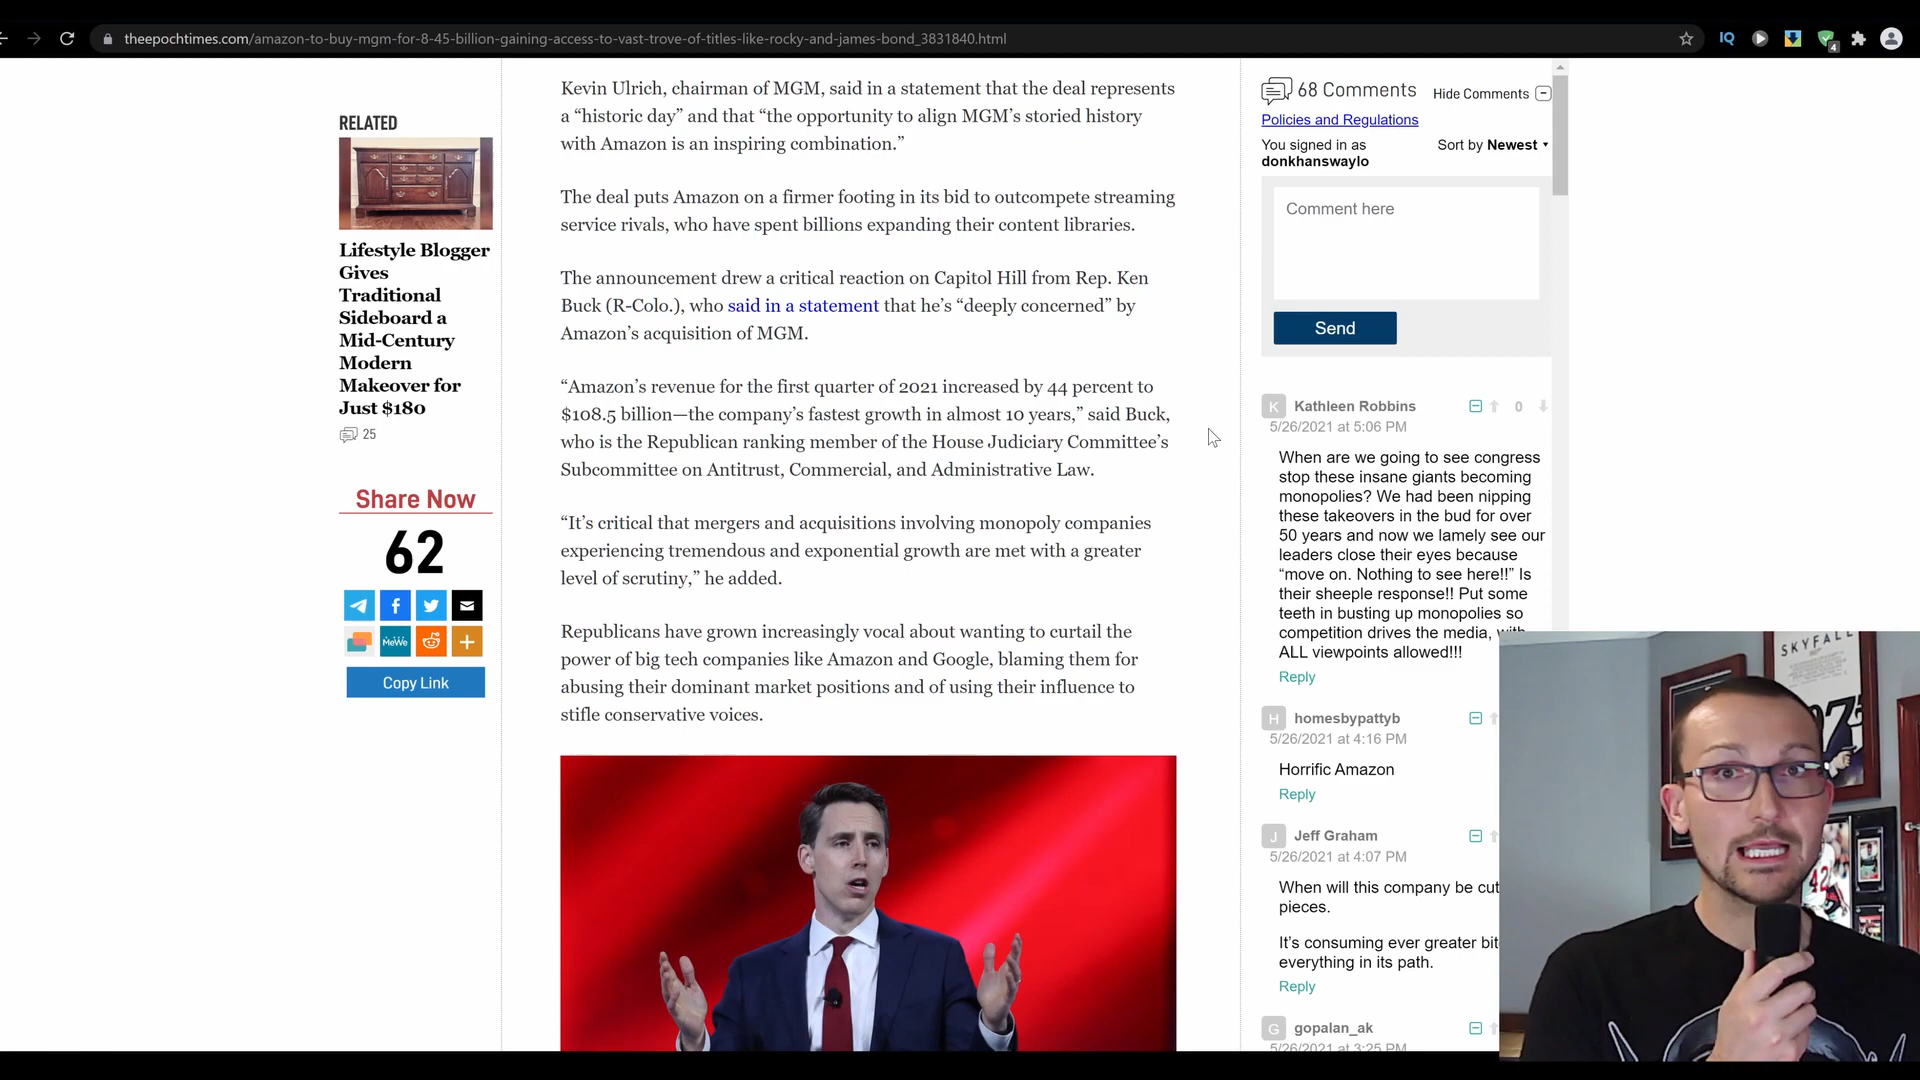 theepochtimes.com/amazon-to-buy-mgm-for-8-45-billion-gaining-access-to-vast-trove-of-titles-like-rocky-and-james-bond_3831840.html
IQ
4
RELATED
Lifestyle Blogger
Gives
Traditional
Sideboard a
Mid-Century
Modern
Makeover for
Just $180
25
Share Now
62
MeWe
Copy Link
Kevin Ulrich, chairman of MGM, said in a statement that the deal represents
a “historic day” and that “the opportunity to align MGM’s storied history
with Amazon is an inspiring combination.”
The deal puts Amazon on a firmer footing in its bid to outcompete streaming
service rivals, who have spent billions expanding their content libraries.
The announcement drew a critical reaction on Capitol Hill from Rep. Ken
Buck (R-Colo.), who said in a statement that he’s “deeply concerned” by
Amazon’s acquisition of MGM.
“Amazon’s revenue for the first quarter of 2021 increased by 44 percent to
$108.5 billion—the company’s fastest growth in almost 10 years,” said Buck,
who is the Republican ranking member of the House Judiciary Committee’s
Subcommittee on Antitrust, Commercial, and Administrative Law.
“It’s critical that mergers and acquisitions involving monopoly companies
experiencing tremendous and exponential growth are met with a greater
level of scrutiny,” he added.
Republicans have grown increasingly vocal about wanting to curtail the
power of big tech companies like Amazon and Google, blaming them for
abusing their dominant market positions and of using their influence to
stifle conservative voices.
68 Comments
Hide Comments
Policies and Regulations
You signed in as
donkhanswaylo
Sort by Newest
Comment here
Send
K Kathleen Robbins
0
5/26/2021 at 5:06 PM
When are we going to see congress
stop these insane giants becoming
monopolies? We had been nipping
these takeovers in the bud for over
50 years and now we lamely see our
leaders close their eyes because
“move on. Nothing to see here!!” Is
their sheeple response!! Put some
teeth in busting up monopolies so
competition drives the media, with
ALL viewpoints allowed!!!
Reply
H homesbypattyb
5/26/2021 at 4:16 PM
Horrific Amazon
Reply
J Jeff Graham
5/26/2021 at 4:07 PM
When will this company be cut
pieces.
It’s consuming ever greater bit
everything in its path.
Reply
G gopalan_ak
5/26/2021 at 3:25 PM
SKYFALL
007
42